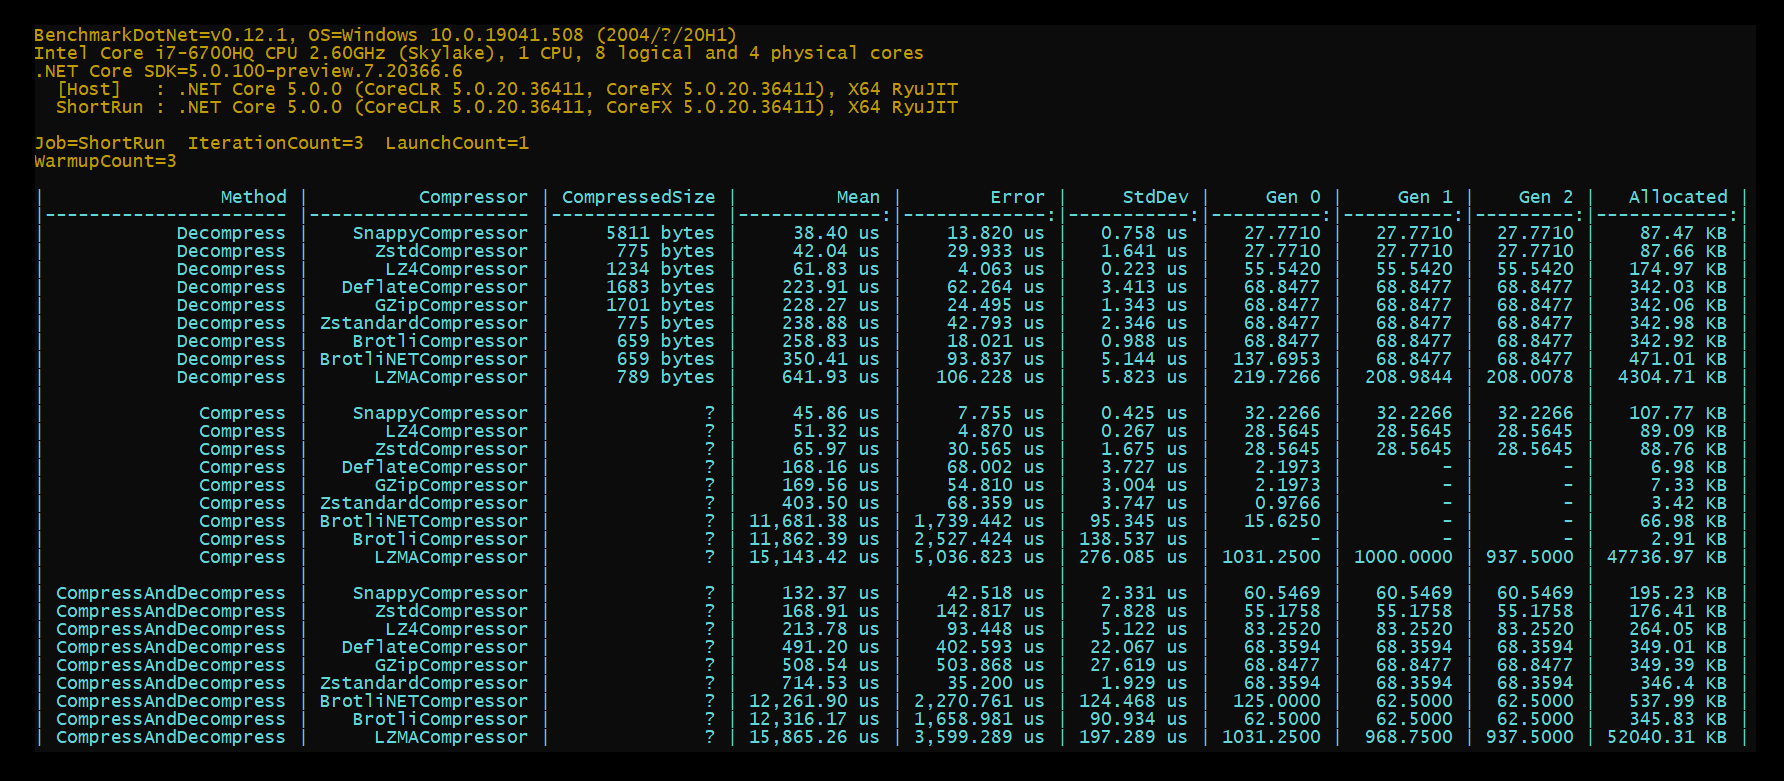 BenchmarkDotNet=v0.12.1, OS=Windows 10.0.19041.508 (2004/?/20H1)
Intel Core i7-6700HQ CPU 2.60GHz (Skylake), 1 CPU, 8 logical and 4 physical cores
.NET Core SDK=5.0.100-preview.7.20366.6
  [Host]   : .NET Core 5.0.0 (CoreCLR 5.0.20.36411, CoreFX 5.0.20.36411), X64 RyuJIT
  ShortRun : .NET Core 5.0.0 (CoreCLR 5.0.20.36411, CoreFX 5.0.20.36411), X64 RyuJIT
Job=ShortRun  IterationCount=3  LaunchCount=1
WarmupCount=3
| Method | Compressor | CompressedSize | Mean | Error | StdDev | Gen 0 | Gen 1 | Gen 2 | Allocated |
|---------------------- |-------------------- |--------------- |-------------:|-------------:|-----------:|----------:|----------:|---------:|------------:|
| Decompress | SnappyCompressor | 5811 bytes | 38.40 us | 13.820 us | 0.758 us | 27.7710 | 27.7710 | 27.7710 | 87.47 KB |
| Decompress | ZstdCompressor | 775 bytes | 42.04 us | 29.933 us | 1.641 us | 27.7710 | 27.7710 | 27.7710 | 87.66 KB |
| Decompress | LZ4Compressor | 1234 bytes | 61.83 us | 4.063 us | 0.223 us | 55.5420 | 55.5420 | 55.5420 | 174.97 KB |
| Decompress | DeflateCompressor | 1683 bytes | 223.91 us | 62.264 us | 3.413 us | 68.8477 | 68.8477 | 68.8477 | 342.03 KB |
| Decompress | GZipCompressor | 1701 bytes | 228.27 us | 24.495 us | 1.343 us | 68.8477 | 68.8477 | 68.8477 | 342.06 KB |
| Decompress | ZstandardCompressor | 775 bytes | 238.88 us | 42.793 us | 2.346 us | 68.8477 | 68.8477 | 68.8477 | 342.98 KB |
| Decompress | BrotliCompressor | 659 bytes | 258.83 us | 18.021 us | 0.988 us | 68.8477 | 68.8477 | 68.8477 | 342.92 KB |
| Decompress | BrotliNETCompressor | 659 bytes | 350.41 us | 93.837 us | 5.144 us | 137.6953 | 68.8477 | 68.8477 | 471.01 KB |
| Decompress | LZMACompressor | 789 bytes | 641.93 us | 106.228 us | 5.823 us | 219.7266 | 208.9844 | 208.0078 | 4304.71 KB |
| | | | | | | | | | |
| Compress | SnappyCompressor | ? | 45.86 us | 7.755 us | 0.425 us | 32.2266 | 32.2266 | 32.2266 | 107.77 KB |
| Compress | LZ4Compressor | ? | 51.32 us | 4.870 us | 0.267 us | 28.5645 | 28.5645 | 28.5645 | 89.09 KB |
| Compress | ZstdCompressor | ? | 65.97 us | 30.565 us | 1.675 us | 28.5645 | 28.5645 | 28.5645 | 88.76 KB |
| Compress | DeflateCompressor | ? | 168.16 us | 68.002 us | 3.727 us | 2.1973 | - | - | 6.98 KB |
| Compress | GZipCompressor | ? | 169.56 us | 54.810 us | 3.004 us | 2.1973 | - | - | 7.33 KB |
| Compress | ZstandardCompressor | ? | 403.50 us | 68.359 us | 3.747 us | 0.9766 | - | - | 3.42 KB |
| Compress | BrotliNETCompressor | ? | 11,681.38 us | 1,739.442 us | 95.345 us | 15.6250 | - | - | 66.98 KB |
| Compress | BrotliCompressor | ? | 11,862.39 us | 2,527.424 us | 138.537 us | - | - | - | 2.91 KB |
| Compress | LZMACompressor | ? | 15,143.42 us | 5,036.823 us | 276.085 us | 1031.2500 | 1000.0000 | 937.5000 | 47736.97 KB |
| | | | | | | | | | |
| CompressAndDecompress | SnappyCompressor | ? | 132.37 us | 42.518 us | 2.331 us | 60.5469 | 60.5469 | 60.5469 | 195.23 KB |
| CompressAndDecompress | ZstdCompressor | ? | 168.91 us | 142.817 us | 7.828 us | 55.1758 | 55.1758 | 55.1758 | 176.41 KB |
| CompressAndDecompress | LZ4Compressor | ? | 213.78 us | 93.448 us | 5.122 us | 83.2520 | 83.2520 | 83.2520 | 264.05 KB |
| CompressAndDecompress | DeflateCompressor | ? | 491.20 us | 402.593 us | 22.067 us | 68.3594 | 68.3594 | 68.3594 | 349.01 KB |
| CompressAndDecompress | GZipCompressor | ? | 508.54 us | 503.868 us | 27.619 us | 68.8477 | 68.8477 | 68.8477 | 349.39 KB |
| CompressAndDecompress | ZstandardCompressor | ? | 714.53 us | 35.200 us | 1.929 us | 68.3594 | 68.3594 | 68.3594 | 346.4 KB |
| CompressAndDecompress | BrotliNETCompressor | ? | 12,261.90 us | 2,270.761 us | 124.468 us | 125.0000 | 62.5000 | 62.5000 | 537.99 KB |
| CompressAndDecompress | BrotliCompressor | ? | 12,316.17 us | 1,658.981 us | 90.934 us | 62.5000 | 62.5000 | 62.5000 | 345.83 KB |
| CompressAndDecompress | LZMACompressor | ? | 15,865.26 us | 3,599.289 us | 197.289 us | 1031.2500 | 968.7500 | 937.5000 | 52040.31 KB |